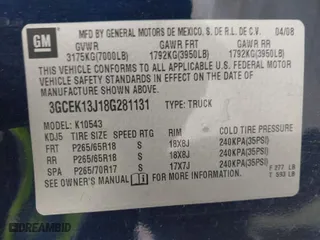 GM
MFD BY GENERAL MOTORS DE MEXICO, S. DE R.L. DE C.V. 04/08
GVWR GAWR FRT GAWR RR
3175KG(7000LB) 1792KG(3950LB) 1792KG(3950LB)
THIS VEHICLE CONFORMS TO ALL APPLICABLE U.S. FEDERAL MOTOR
VEHICLE SAFETY STANDARDS IN EFFECT ON THE DATE OF
MANUFACTURE SHOWN ABOVE.
3GCEK13J18G281131 TYPE: TRUCK
MODEL: K10543
KDJ5 TIRE SIZE SPEED RTG RIM COLD TIRE PRESSURE
FRT P265/65R18 S 18X8J 240KPA(35PSI)
RR P265/65R18 S 18X8J 240KPA(35PSI)
SPA P265/70R17 S 17X7J 240KPA(35PSI)
SEE OWNER'S MANUAL FOR ADDITIONAL INFORMATION.
F 277 LB
T 593 LB
DREAMBID